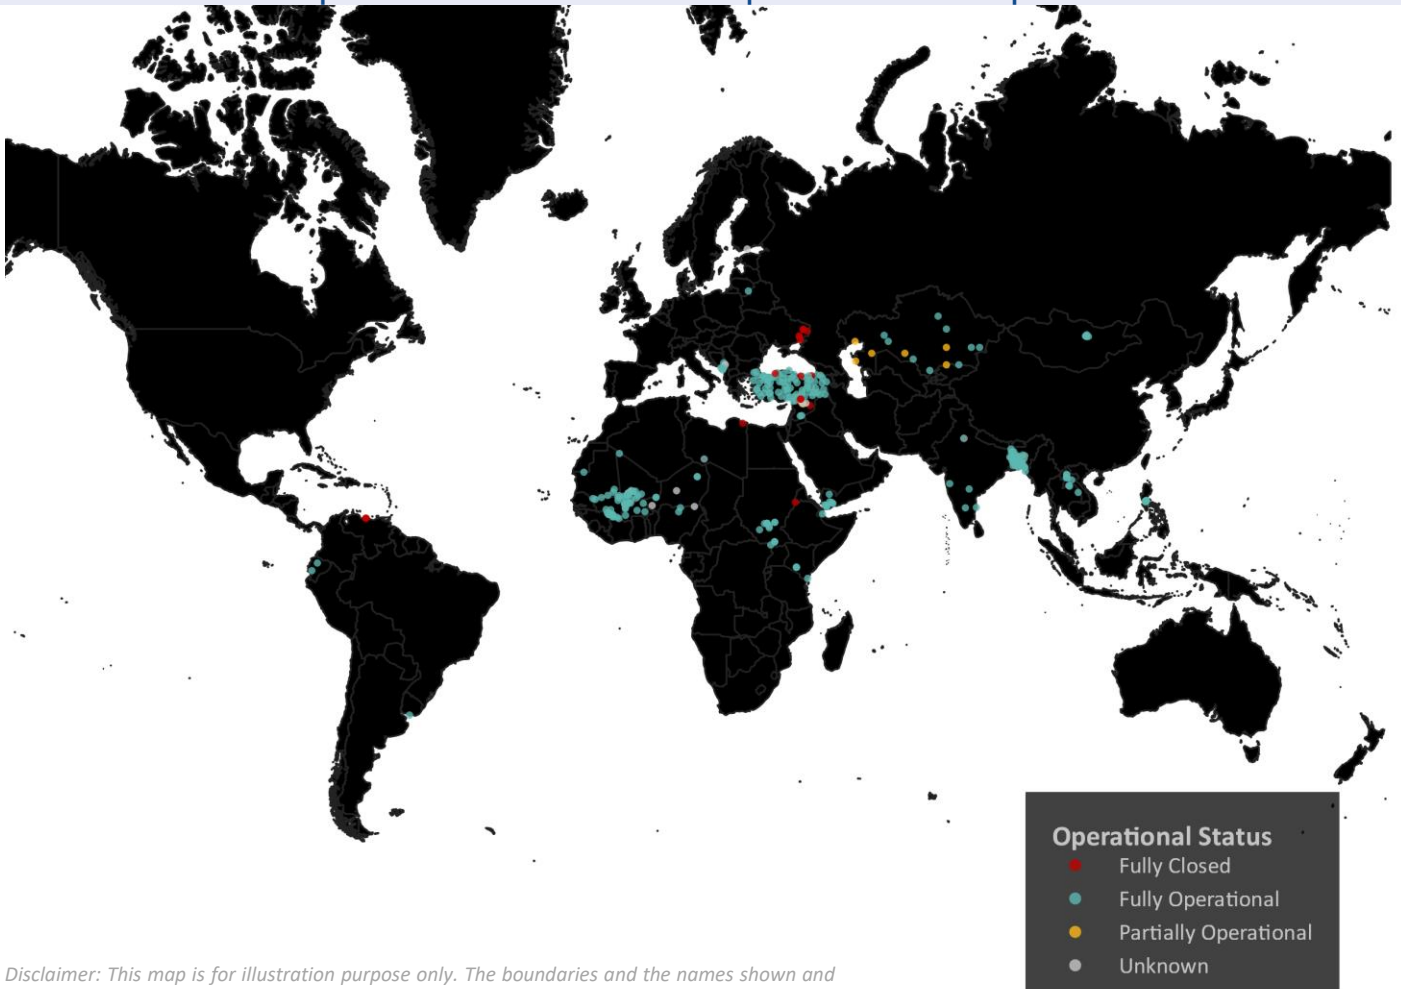 Operational Status
Fully Closed
Fully Operational
Partially Operational
Unknown
Disclaimer: This map is for illustration purpose only. The boundaries and the names shown and